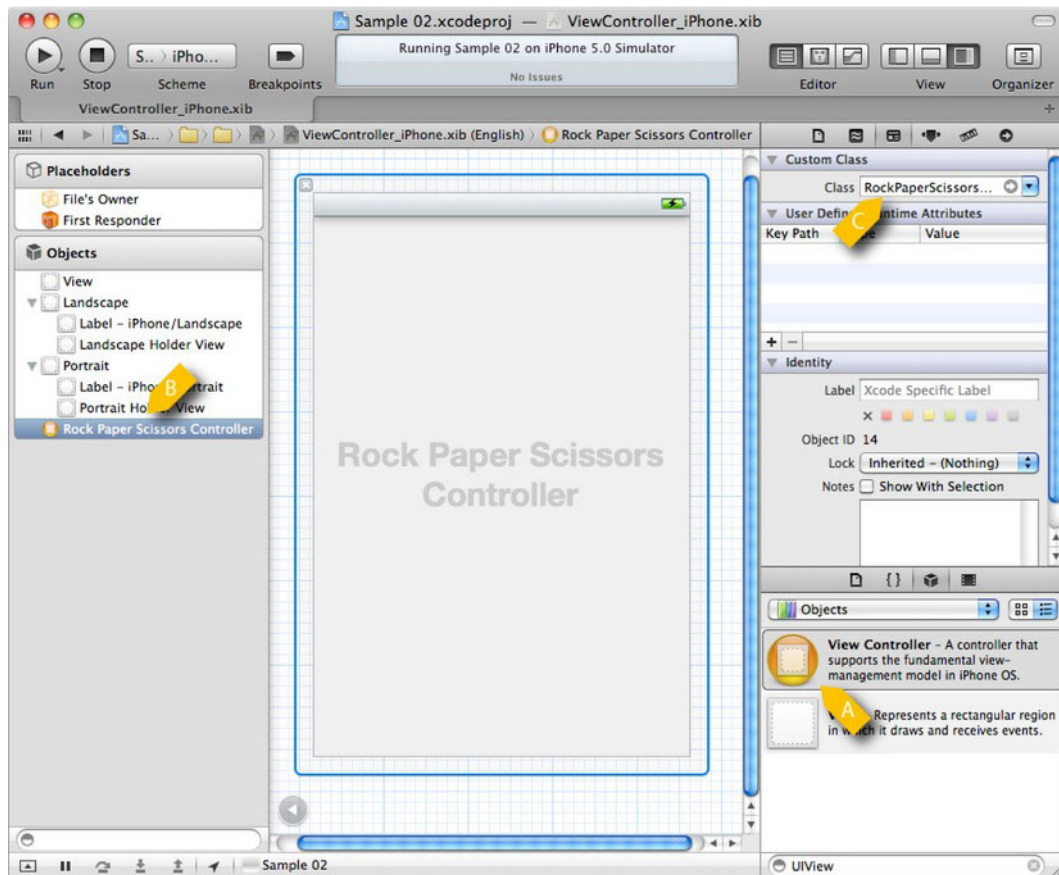 Sample 02.xcodeproj — ViewController_iPhone.xib
S.. iPho...
Running Sample 02 on iPhone 5.0 Simulator
No Issues
Run Stop Scheme Breakpoints Editor View Organizer
ViewController_iPhone.xib
Sa... ViewController_iPhone.xib (English) Rock Paper Scissors Controller
Placeholders
File's Owner
First Responder
Objects
View
Landscape
Label – iPhone/Landscape
Landscape Holder View
Portrait
Label – iPho rtrait
B
Portrait Ho View
Rock Paper Scissors Controller
Rock Paper Scissors
Controller
Custom Class
Class RockPaperScissors...
User Defin ntime Attributes
C
Key Path Value
+ −
Identity
Label Xcode Specific Label
Object ID 14
Lock Inherited – (Nothing)
Notes Show With Selection
{}
Objects
View Controller – A controller that
supports the fundamental view–
management model in iPhone OS.
A
Represents a rectangular region
in which it draws and receives events.
Sample 02
UIView